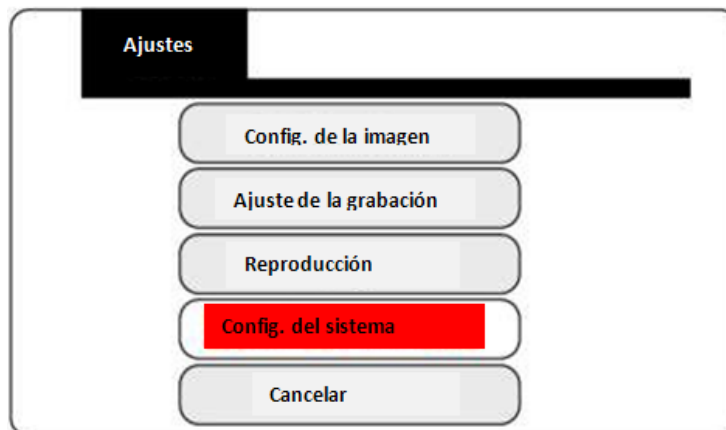 Ajustes
Config. de la imagen
Ajuste de la grabación
Reproducción
Config. del sistema
Cancelar